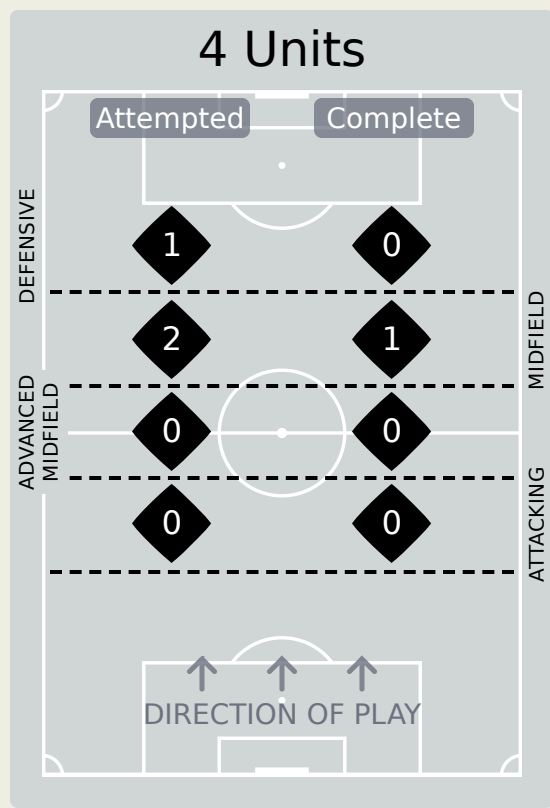 4 Units
Attempted Complete
DEFENSIVE
1 0
MIDFIELD
2 1
ADVANCED
MIDFIELD
0 0
ATTACKING
0 0
DIRECTION OF PLAY